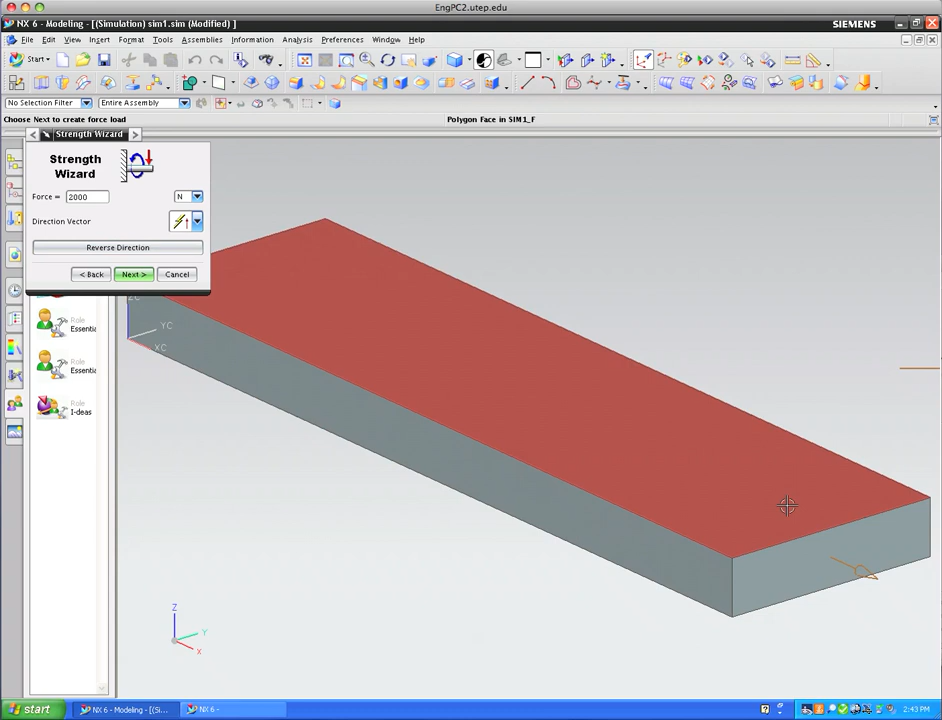 EngPC2.utep.edu
NX 6 - Modeling - [(Simulation) sim1.sim (Modified) ]
SIEMENS
File Edit View Insert Format Tools Assemblies Information Analysis Preferences Window Help
Start
No Selection Filter
Entire Assembly
Choose Next to create force load
Polygon Face in SIM1_F
Strength Wizard
Strength
Wizard
Force = 2000 N
Direction Vector
Reverse Direction
< Back Next > Cancel
ZC
YC
XC
Role
Essentia
Role
Essentia
Role
I-deas
Z
Y
X
start
NX 6 - Modeling - [(Si...
NX 6 -
2:43 PM